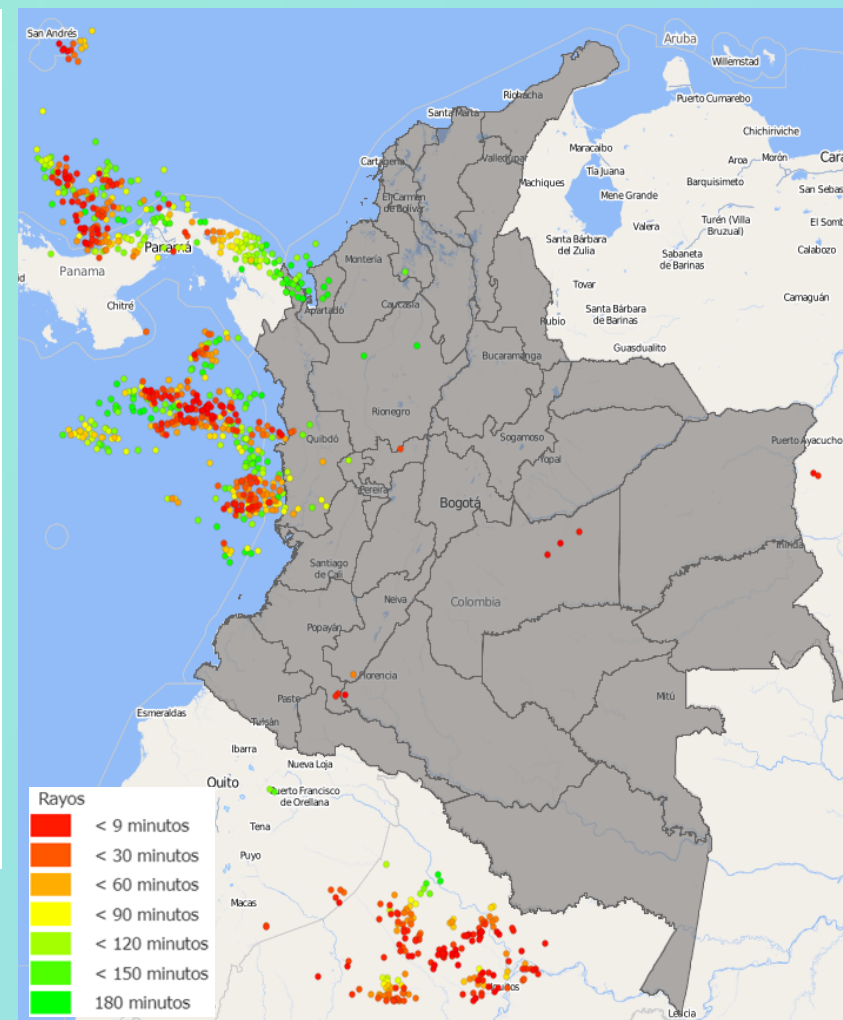 San Andrés
Aruba
Willemstad
Riohacha
Puerto Cumarebo
Santa Marta
Chichiriviche
Maracaibo
Cartagena
Valledupar
Aroa
Morón
Cara
Tía Juana
Machiques
Barquisimeto
San Sebas
El Carmen
de Bolívar
Mene Grande
Turén (Villa
Bruzual)
El Somb
Valera
Panamá
Santa Bárbara
del Zulia
Sabaneta
de Barinas
Calabozo
Montería
Panama
id
Tovar
Camaguán
Chitré
Caucasia
Apartadó
Santa Bárbara
de Barinas
Rubio
Guasdualito
Bucaramanga
Rionegro
Quibdó
Sogamoso
Puerto Ayacucho
Yopal
Pereira
Bogotá
Inírida
Santiago
de Cali
Neiva
Colombia
Popayán
Florencia
Mitú
Pasto
Esmeraldas
Tulcán
Ibarra
Nueva Loja
Quito
Puerto Francisco
de Orellana
Tena
Puyo
Macas
Iquitos
Leticia
Rayos
< 9 minutos
< 30 minutos
< 60 minutos
< 90 minutos
< 120 minutos
< 150 minutos
180 minutos